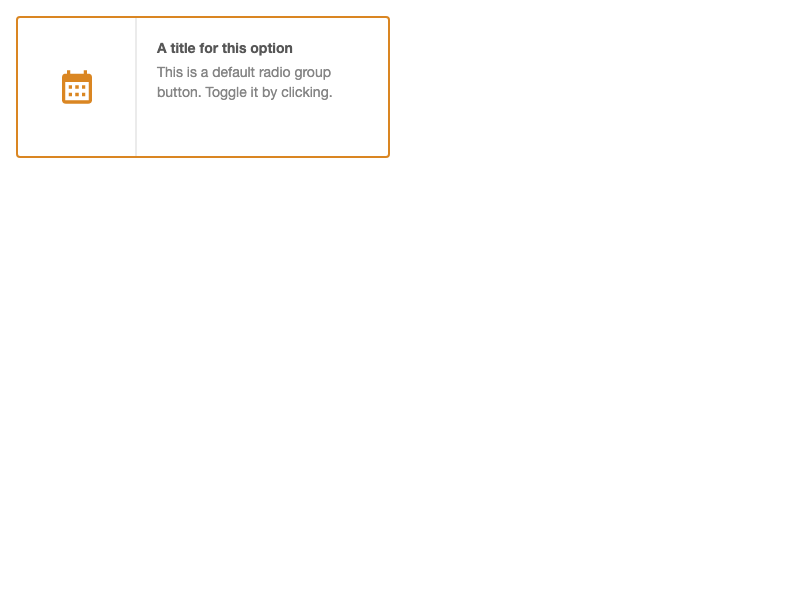 A title for this option
This is a default radio group
button. Toggle it by clicking.